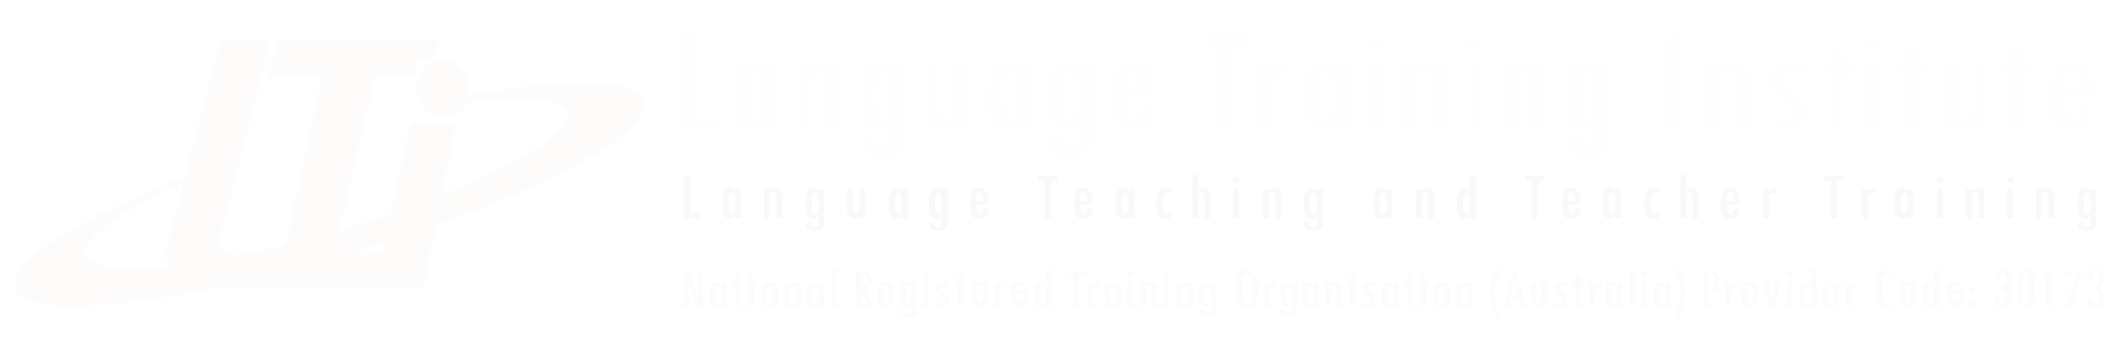 LTi
Language Training Institute
Language Teaching and Teacher Training
National Registered Training Organisation (Australia) Provider Code: 30173